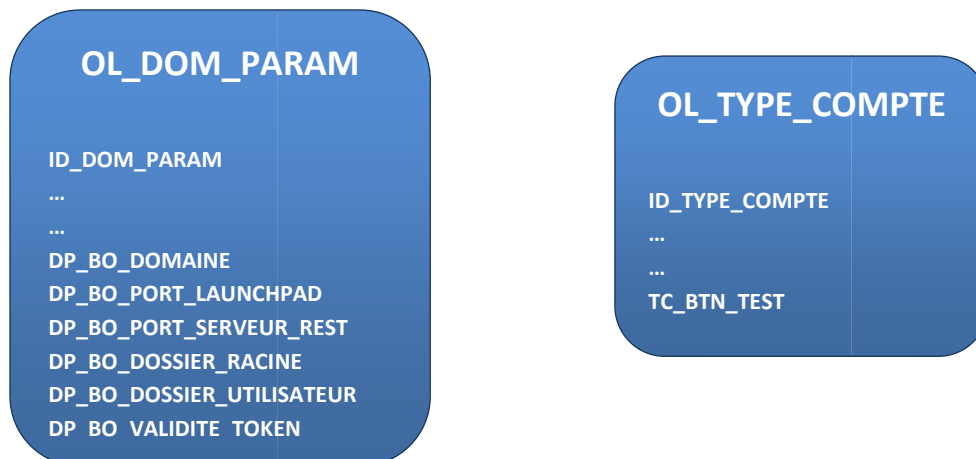 OL_DOM_PARAM
ID_DOM_PARAM
...
...
DP_BO_DOMAINE
DP_BO_PORT_LAUNCHPAD
DP_BO_PORT_SERVEUR_REST
DP_BO_DOSSIER_RACINE
DP_BO_DOSSIER_UTILISATEUR
DP_BO_VALIDITE_TOKEN
OL_TYPE_COMPTE
ID_TYPE_COMPTE
...
...
TC_BTN_TEST